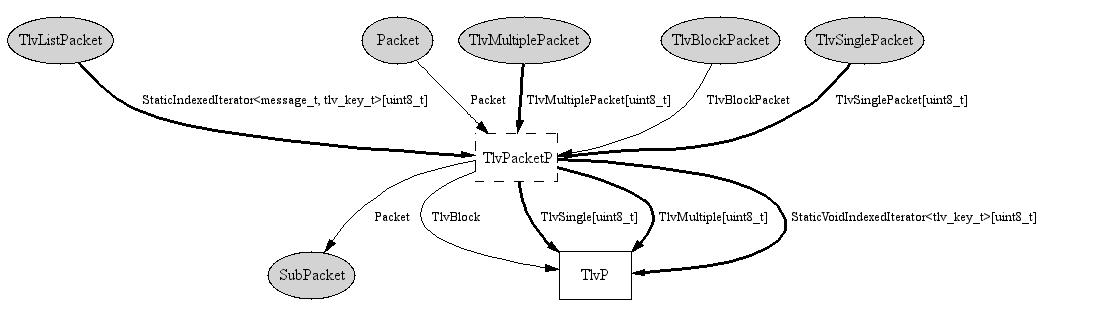 TlvListPacket
Packet
TlvMultiplePacket
TlvBlockPacket
TlvSinglePacket
StaticIndexedIterator<message_t, tlv_key_t>[uint8_t]
Packet
TlvMultiplePacket[uint8_t]
TlvBlockPacket
TlvSinglePacket[uint8_t]
TlvPacketP
Packet
TlvBlock
TlvSingle[uint8_t]
TlvMultiple[uint8_t]
StaticVoidIndexedIterator<tlv_key_t>[uint8_t]
SubPacket
TlvP